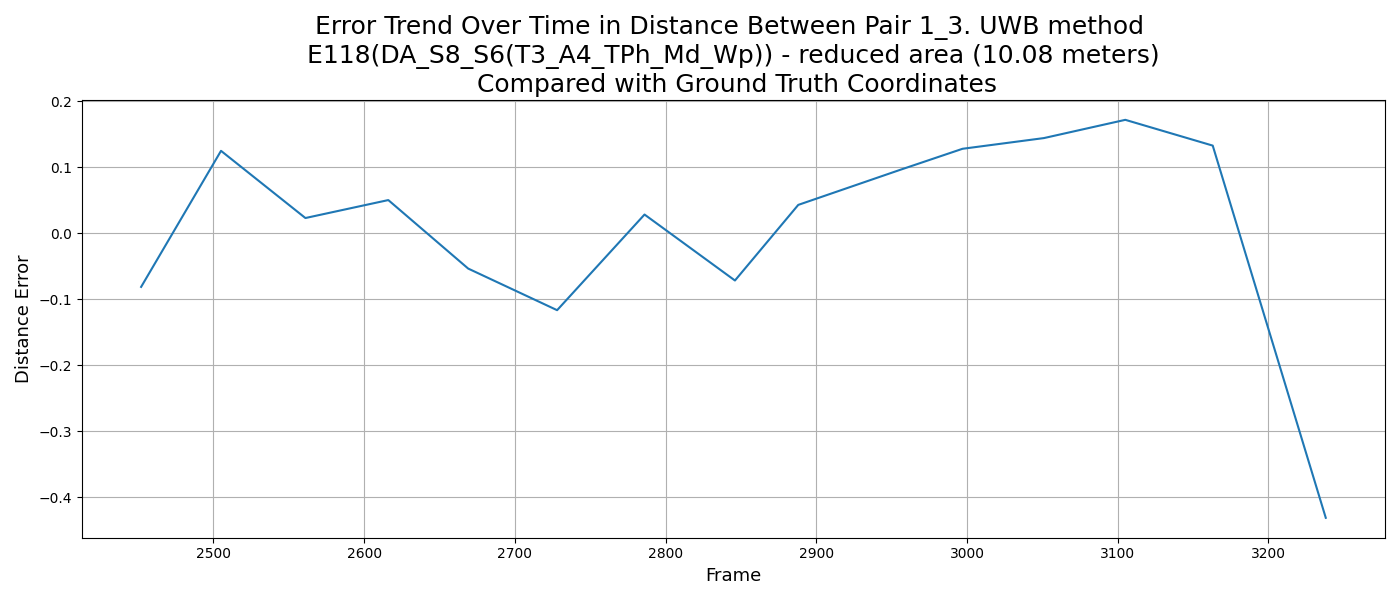 Error Trend Over Time in Distance Between Pair 1_3. UWB method
E118(DA_S8_S6(T3_A4_TPh_Md_Wp)) - reduced area (10.08 meters)
Compared with Ground Truth Coordinates
0.2
0.1
0.0
−0.1
−0.2
−0.3
−0.4
Distance Error
2500 2600 2700 2800 2900 3000 3100 3200
Frame